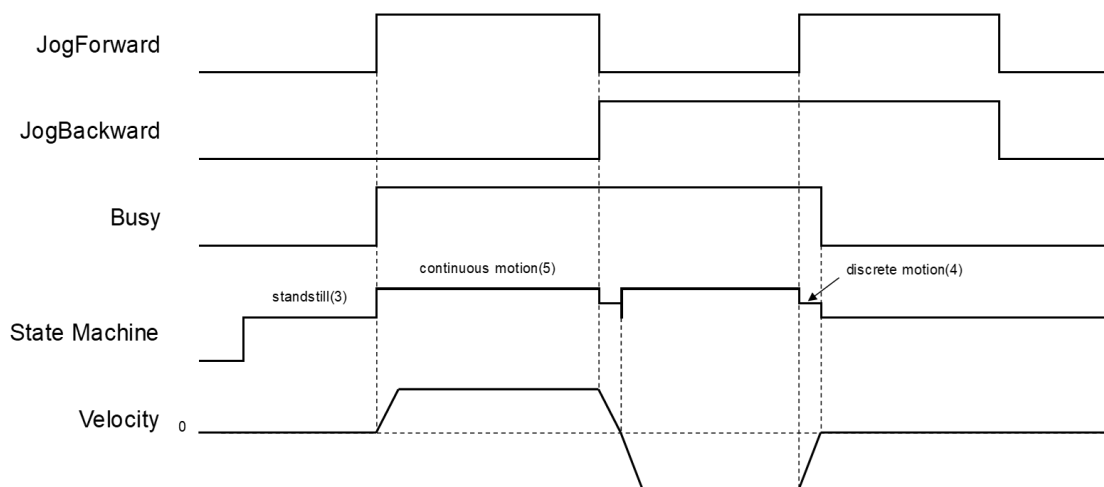 JogForward
JogBackward
Busy
continuous motion(5)
discrete motion(4)
standstill(3)
State Machine
Velocity 0